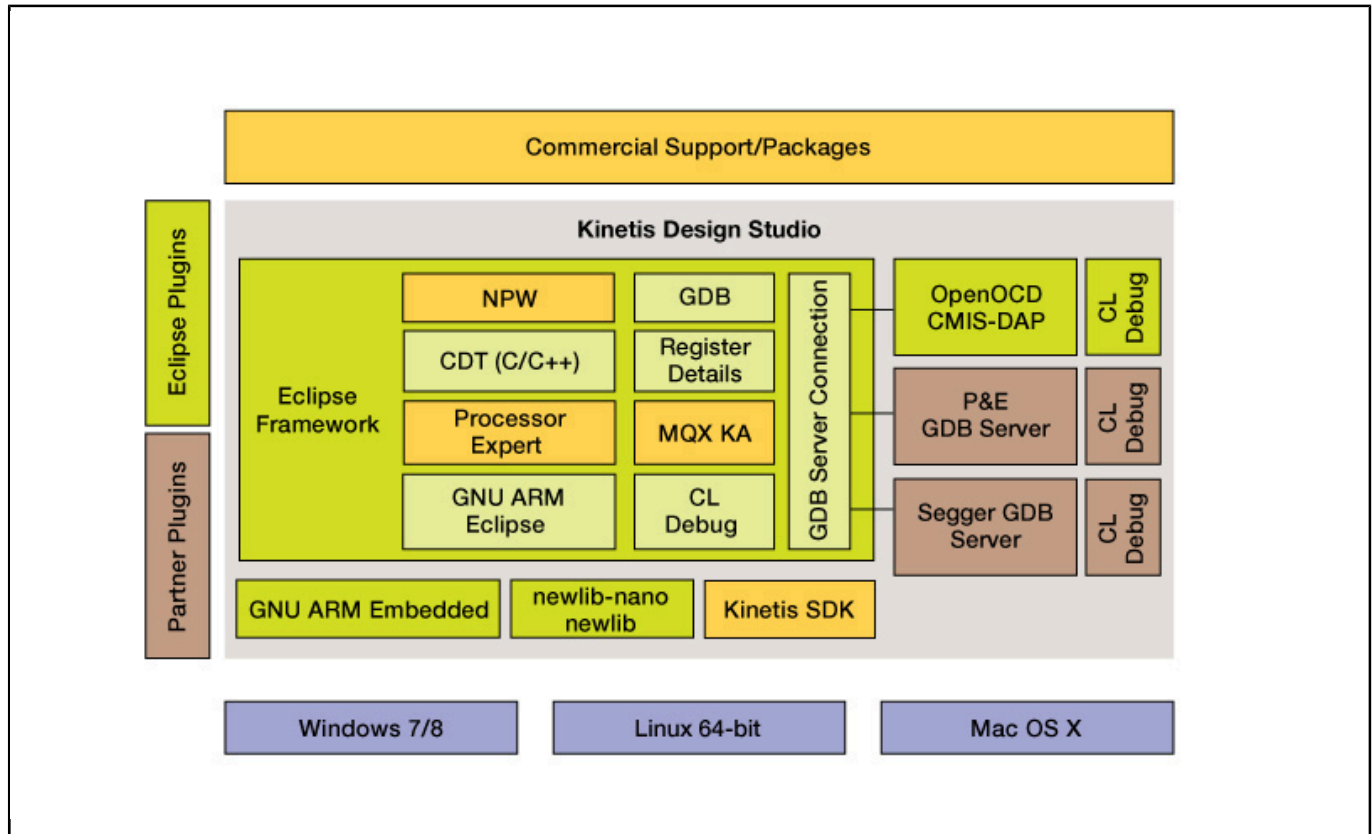 Commercial Support/Packages
Eclipse Plugins
Partner Plugins
Kinetis Design Studio
Eclipse
Framework
NPW
CDT (C/C++)
Processor
Expert
GNU ARM
Eclipse
GDB
Register
Details
MQX KA
CL
Debug
GDB Server Connection
OpenOCD
CMIS-DAP
CL
Debug
P&E
GDB Server
CL
Debug
Segger GDB
Server
CL
Debug
GNU ARM Embedded
newlib-nano
newlib
Kinetis SDK
Windows 7/8
Linux 64-bit
Mac OS X